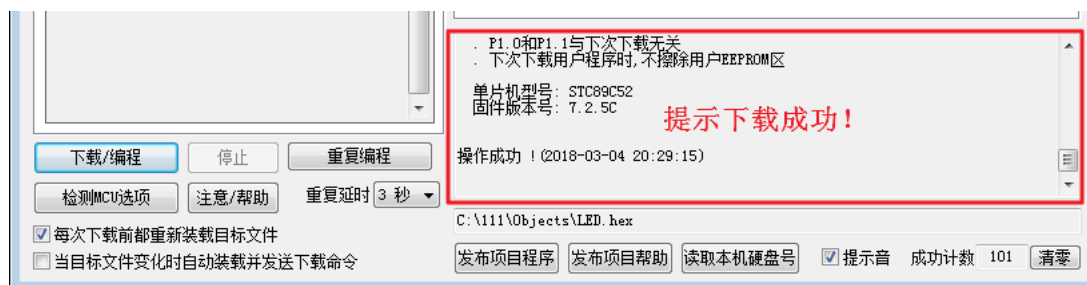 . P1.0和P1.1与下次下载无关
. 下次下载用户程序时,不擦除用户EEPROM区
单片机型号: STC89C52
固件版本号: 7.2.5C
提示下载成功!
操作成功 !(2018-03-04 20:29:15)
下载/编程 停止 重复编程
检测MCU选项 注意/帮助 重复延时 3 秒
每次下载前都重新装载目标文件
当目标文件变化时自动装载并发送下载命令
C:\111\Objects\LED.hex
发布项目程序 发布项目帮助 读取本机硬盘号 提示音 成功计数 101 清零